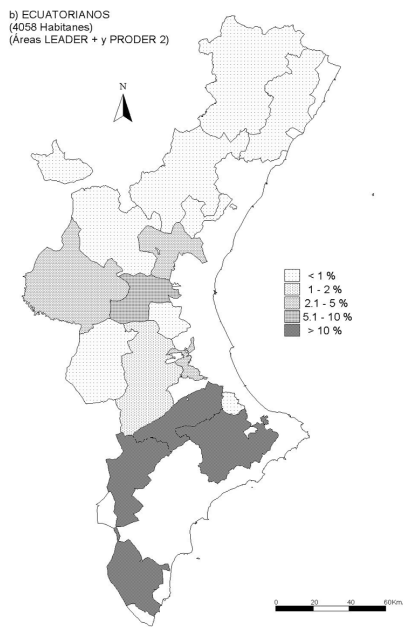 b) ECUATORIANOS
(4058 Habitanes)
(Áreas LEADER + y PRODER 2)
N
< 1 %
1 - 2 %
2.1 - 5 %
5.1 - 10 %
> 10 %
0 20 40 60Km.